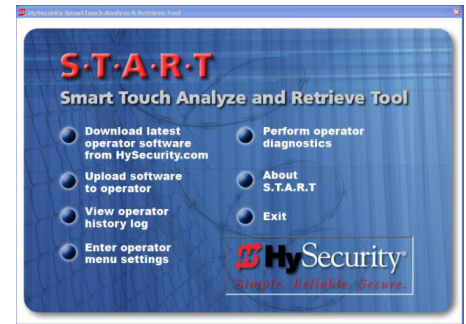 HySecurity Smart Touch Analyze & Retrieve Tool
S·T·A·R·T
Smart Touch Analyze and Retrieve Tool
Download latest
operator software
from HySecurity.com
Upload software
to operator
View operator
history log
Enter operator
menu settings
Perform operator
diagnostics
About
S.T.A.R.T
Exit
HySecurity®
Simple. Reliable. Secure.